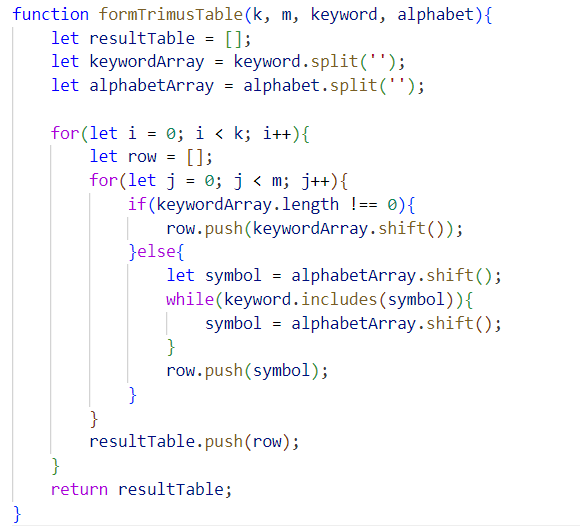 function formTrimusTable(k, m, keyword, alphabet){
    let resultTable = [];
    let keywordArray = keyword.split('');
    let alphabetArray = alphabet.split('');

    for(let i = 0; i < k; i++){
        let row = [];
        for(let j = 0; j < m; j++){
            if(keywordArray.length !== 0){
                row.push(keywordArray.shift());
            }else{
                let symbol = alphabetArray.shift();
                while(keyword.includes(symbol)){
                    symbol = alphabetArray.shift();
                }
                row.push(symbol);
            }
        }
        resultTable.push(row);
    }
    return resultTable;
}